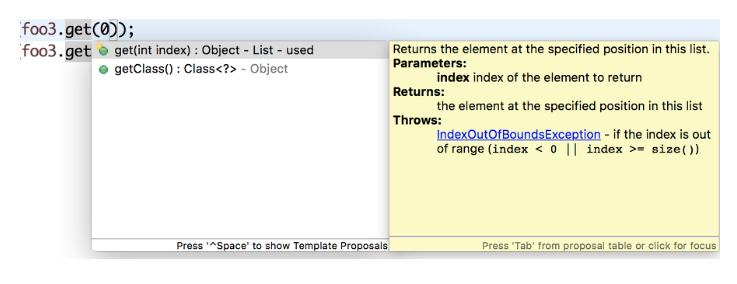 foo3.get(0));
foo3.get
get(int index) : Object - List - used
getClass() : Class<?> - Object
Press '^Space' to show Template Proposals
Returns the element at the specified position in this list.
Parameters:
index index of the element to return
Returns:
the element at the specified position in this list
Throws:
IndexOutOfBoundsException - if the index is out
of range (index < 0 || index >= size())
Press 'Tab' from proposal table or click for focus